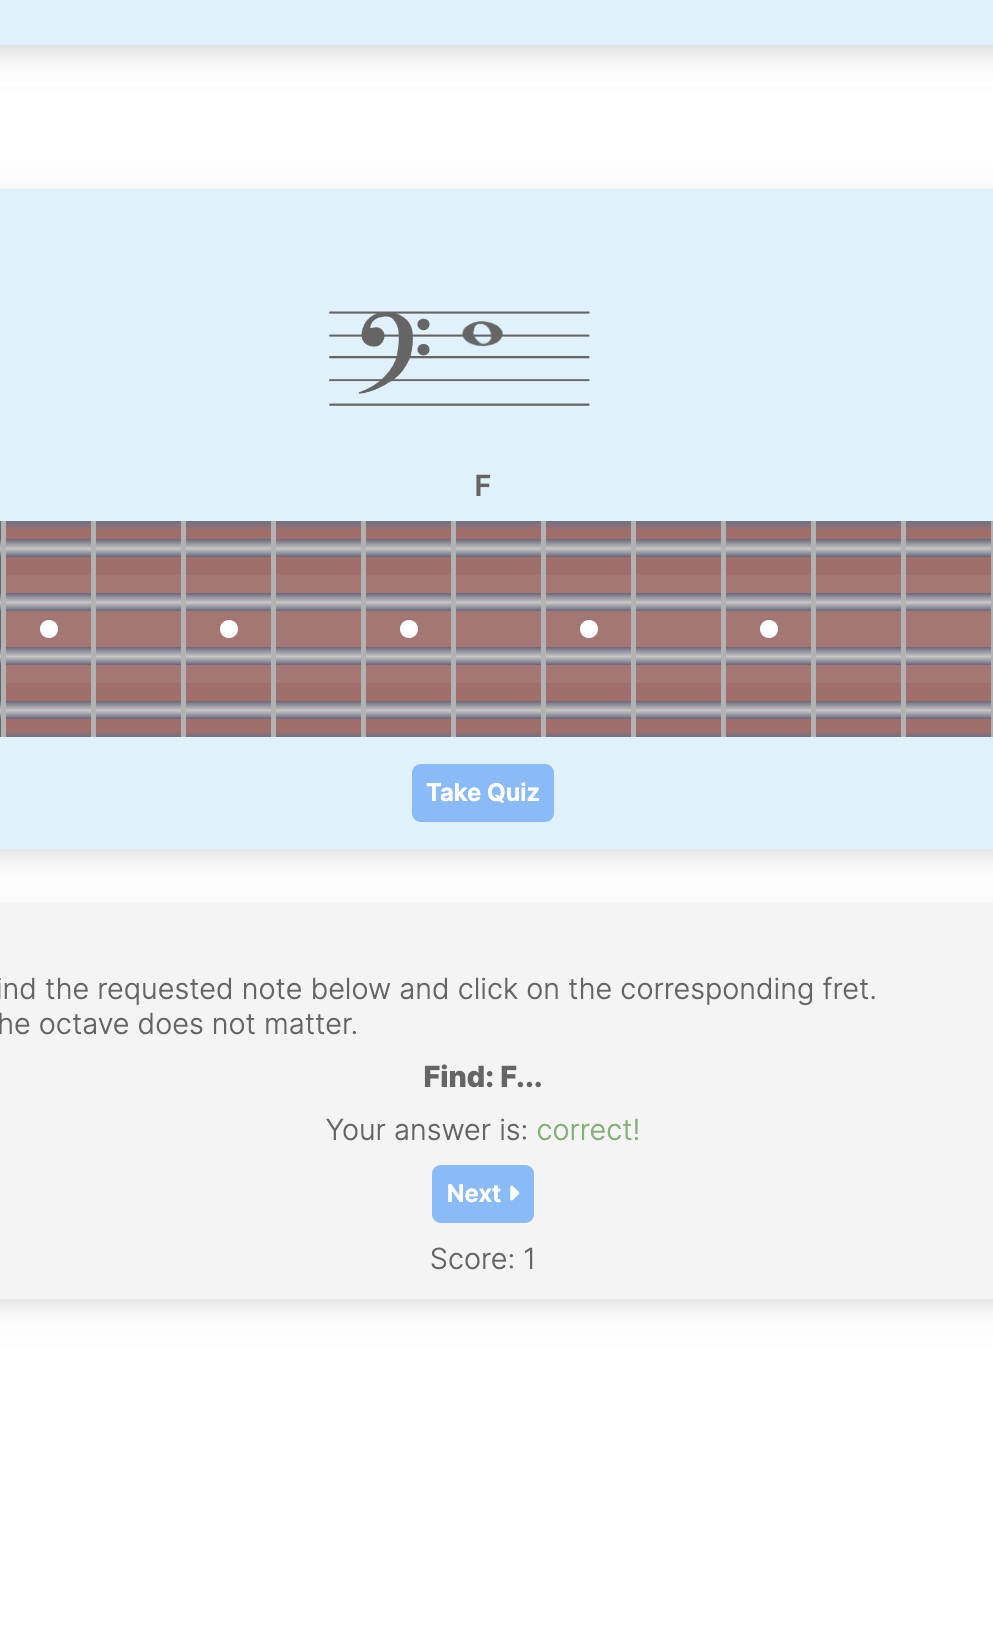 F
Take Quiz
ind the requested note below and click on the corresponding fret.
he octave does not matter.
Find: F...
Your answer is: correct!
Next
Score: 1